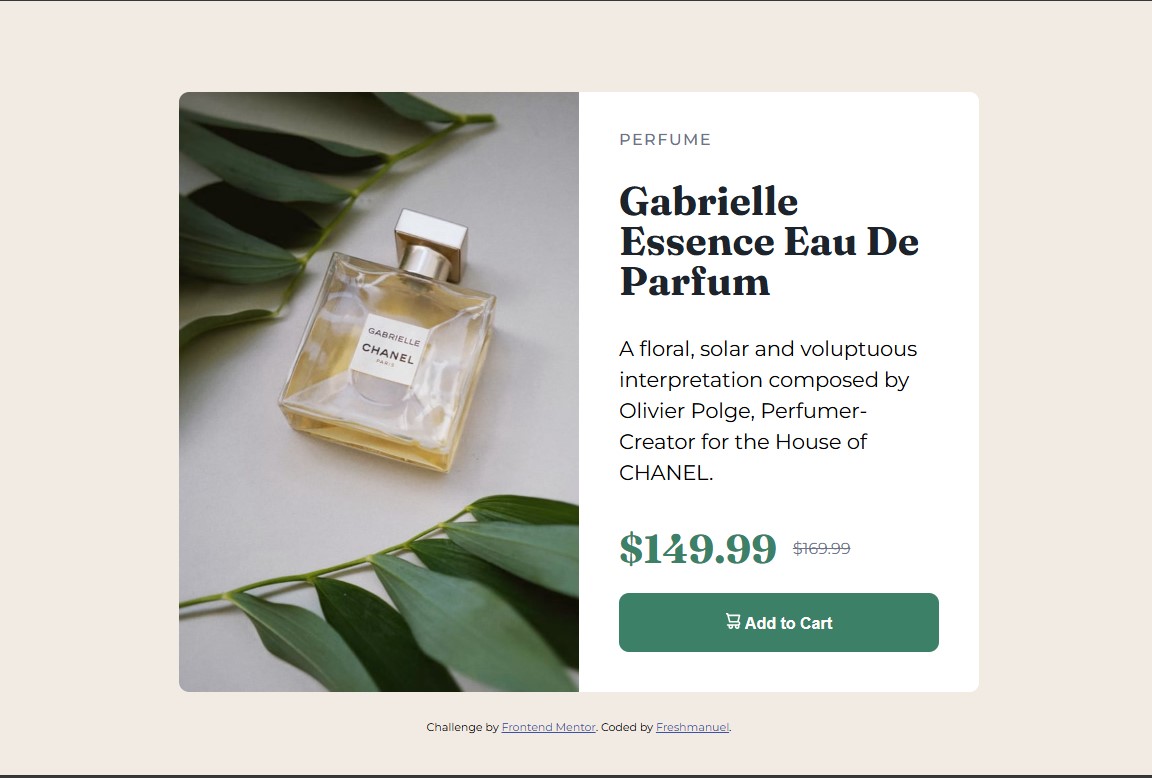 GABRIELLE
CHANEL
PARIS
PERFUME
Gabrielle
Essence Eau De
Parfum
A floral, solar and voluptuous
interpretation composed by
Olivier Polge, Perfumer-
Creator for the House of
CHANEL.
$149.99 $169.99
Add to Cart
Challenge by Frontend Mentor. Coded by Freshmanuel.